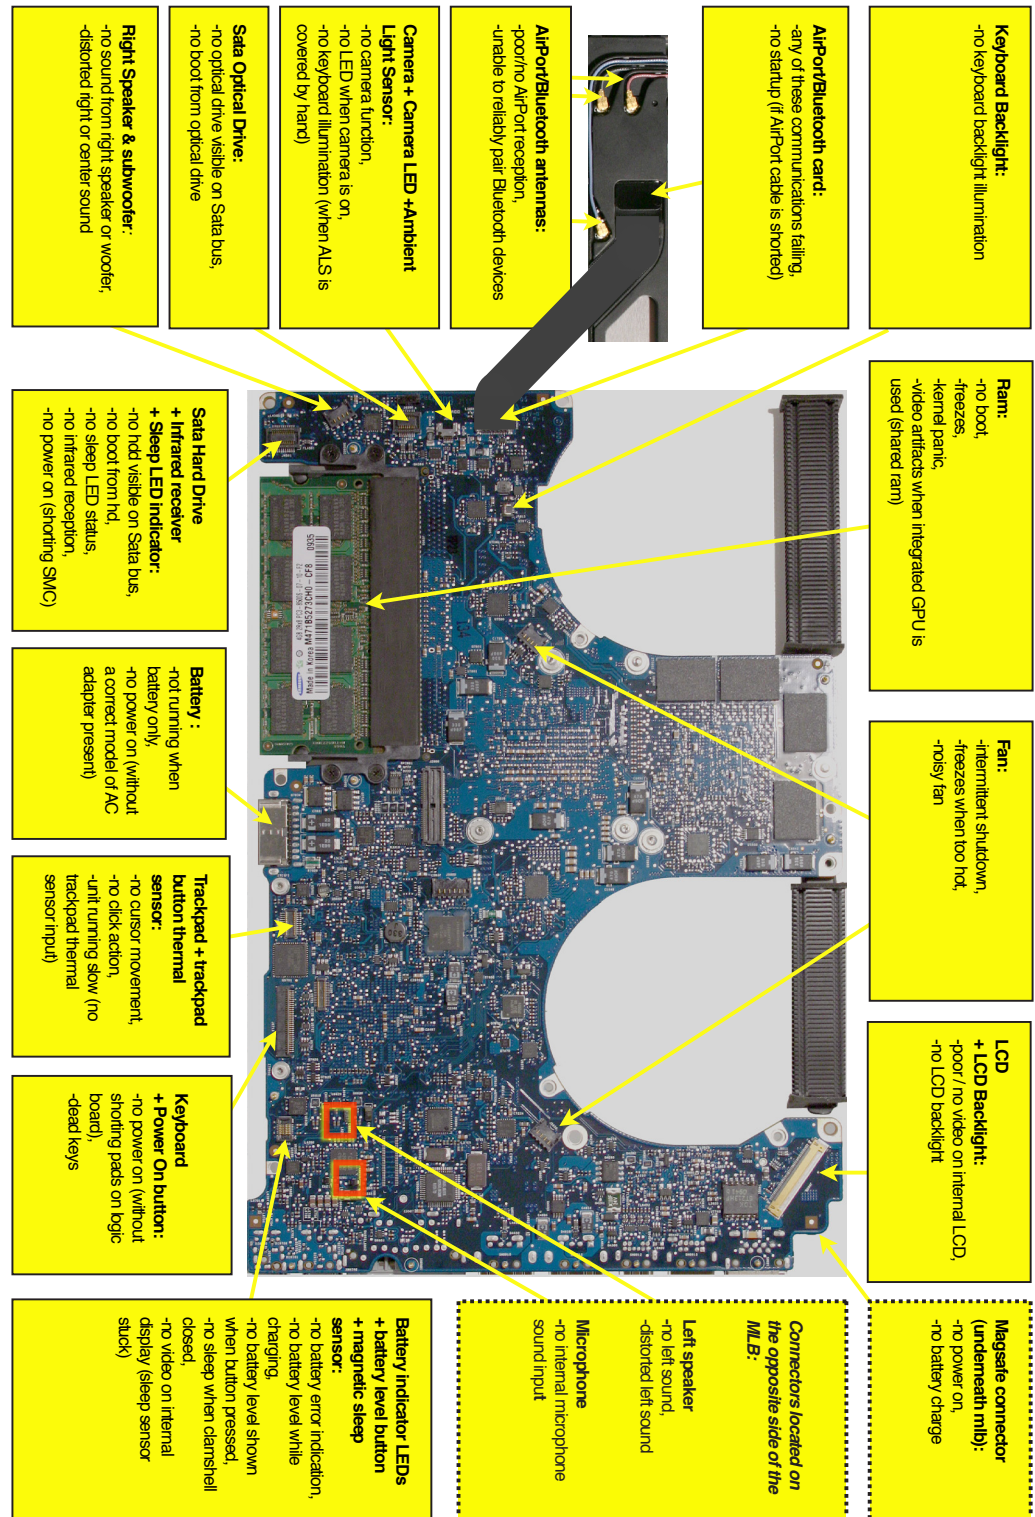 Keyboard Backlight:
-no keyboard backlight illumination
AirPort/Bluetooth card:
-any of these communications failing,
-no startup (if AirPort cable is shorted)
AirPort/Bluetooth antennas:
-poor/no AirPort reception,
-unable to reliably pair Bluetooth devices
Camera + Camera LED +Ambient
Light Sensor:
-no camera function,
-no LED when camera is on,
-no keyboard illumination (when ALS is
covered by hand)
Sata Optical Drive:
-no optical drive visible on Sata bus,
-no boot from optical drive
Right Speaker & subwoofer:
-no sound from right speaker or woofer,
-distorted right or center sound
Ram:
-no boot,
-freezes,
-kernel panic,
-video artifacts when integrated GPU is
used (shared ram)
Sata Hard Drive
+ Infrared receiver
+ Sleep LED indicator:
-no hdd visible on Sata bus,
-no boot from hd,
-no sleep LED status,
-no infrared reception,
-no power on (shorting SMC)
Fan:
-intermittent shutdown,
-freezes when too hot,
-noisy fan
Battery :
-not running when
battery only,
-no power on (without
a correct model of AC
adapter present)
Trackpad + trackpad
button thermal
sensor:
-no cursor movement,
-no click action,
-unit running slow (no
trackpad thermal
sensor input)
LCD
+ LCD Backlight:
-poor / no video on internal LCD,
-no LCD backlight
Keyboard
+ Power On button:
-no power on (without
shorting pads on logic
board),
-dead keys
Magsafe connector
(underneath mlb):
-no power on,
-no battery charge
Connectors located on
the opposite side of the
MLB:
Left speaker
-no left sound,
-distorted left sound
Microphone
-no internal microphone
sound input
Battery indicator LEDs
+ battery level button
+ magnetic sleep
sensor:
-no battery error indication,
-no battery level while
charging,
-no battery level shown
when button pressed,
-no sleep when clamshell
closed,
-no video on internal
display (sleep sensor
stuck)
Made in Korea M471B5273CH0 - CF8 0935